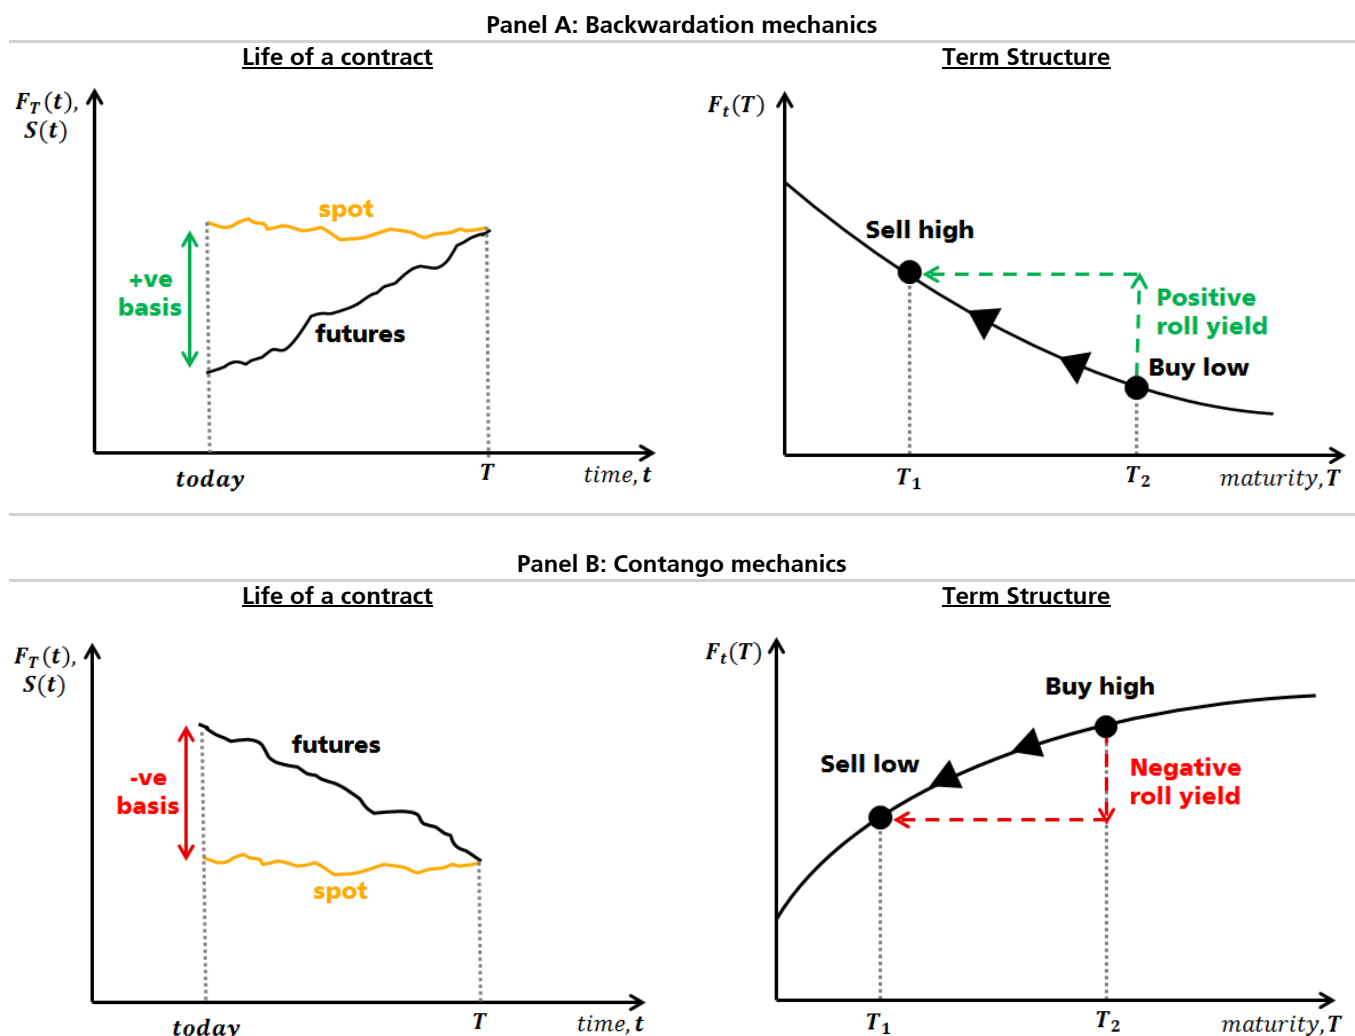 Panel A: Backwardation mechanics
Life of a contract
F_T(t),
S(t)
spot
+ve
basis
futures
today
T
time, t
Term Structure
F_t(T)
Sell high
Positive
roll yield
Buy low
T_1
T_2
maturity, T
Panel B: Contango mechanics
Life of a contract
F_T(t),
S(t)
futures
-ve
basis
spot
today
T
time, t
Term Structure
F_t(T)
Buy high
Sell low
Negative
roll yield
T_1
T_2
maturity, T